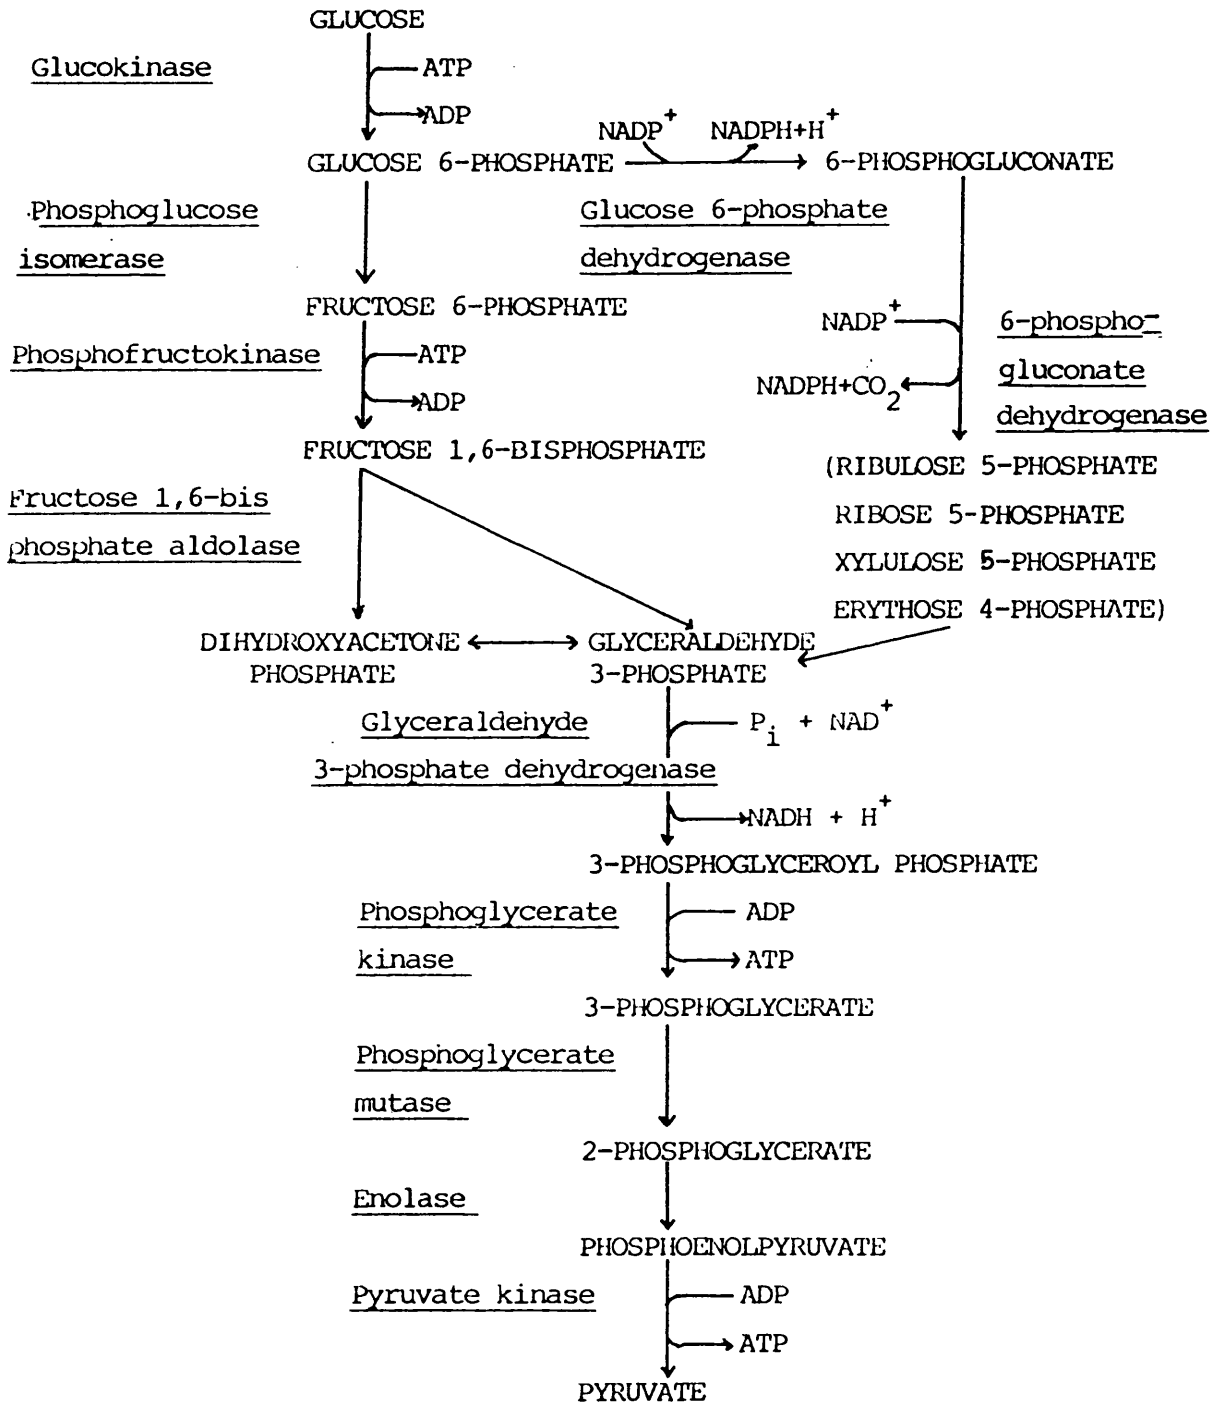 GLUCOSE
Glucokinase
ATP
ADP
NADP+ NADPH+H+
GLUCOSE 6-PHOSPHATE 6-PHOSPHOGLUCONATE
Phosphoglucose
isomerase
Glucose 6-phosphate
dehydrogenase
FRUCTOSE 6-PHOSPHATE
NADP+
NADPH+CO2
6-phospho-
gluconate
dehydrogenase
Phosphofructokinase
ATP
ADP
FRUCTOSE 1,6-BISPHOSPHATE
(RIBULOSE 5-PHOSPHATE
RIBOSE 5-PHOSPHATE
XYLULOSE 5-PHOSPHATE
ERYTHOSE 4-PHOSPHATE)
Fructose 1,6-bis
phosphate aldolase
DIHYDROXYACETONE
PHOSPHATE
GLYCERALDEHYDE
3-PHOSPHATE
Glyceraldehyde
3-phosphate dehydrogenase
Pi + NAD+
NADH + H+
3-PHOSPHOGLYCEROYL PHOSPHATE
Phosphoglycerate
kinase
ADP
ATP
3-PHOSPHOGLYCERATE
Phosphoglycerate
mutase
2-PHOSPHOGLYCERATE
Enolase
PHOSPHOENOLPYRUVATE
Pyruvate kinase
ADP
ATP
PYRUVATE